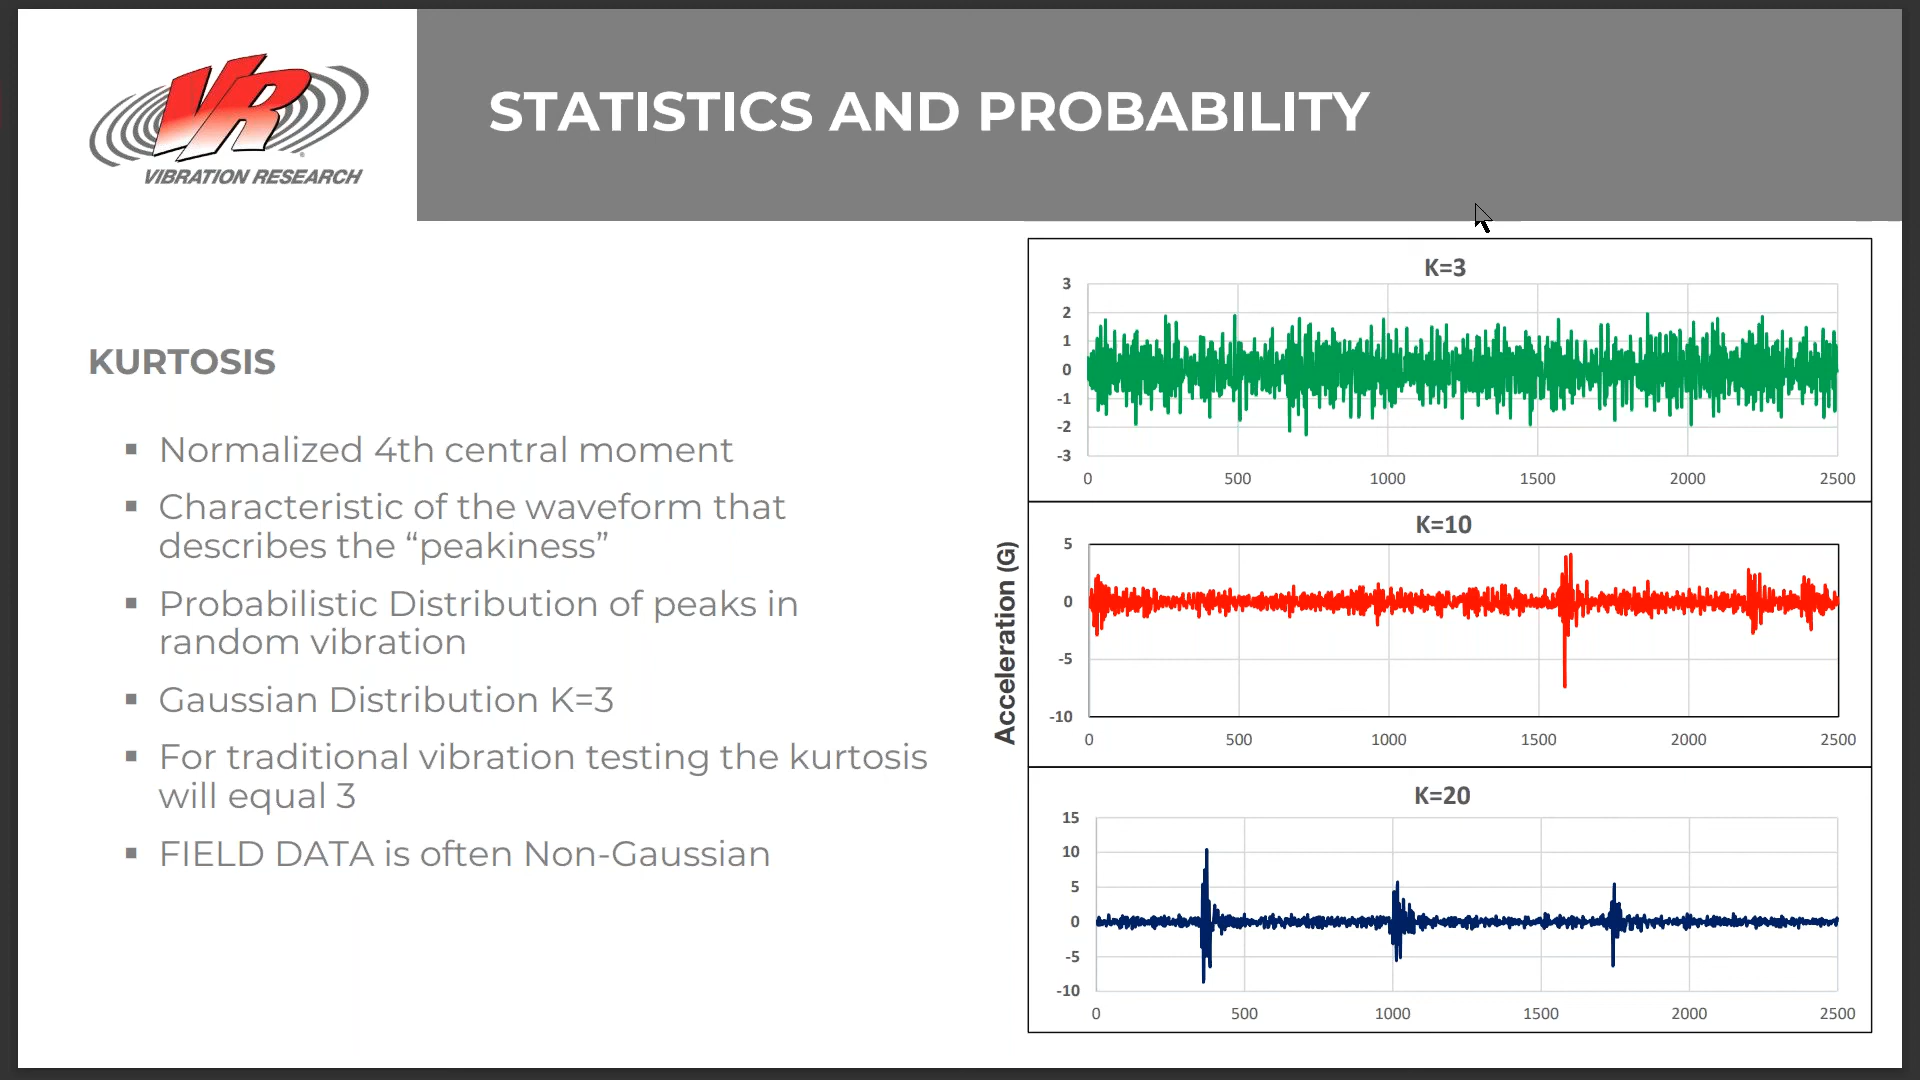 VR
VIBRATION RESEARCH
STATISTICS AND PROBABILITY
KURTOSIS
▪ Normalized 4th central moment
▪ Characteristic of the waveform that
describes the “peakiness”
▪ Probabilistic Distribution of peaks in
random vibration
▪ Gaussian Distribution K=3
▪ For traditional vibration testing the kurtosis
will equal 3
▪ FIELD DATA is often Non-Gaussian
Acceleration (G)
K=3
3
2
1
0
-1
-2
-3
0 500 1000 1500 2000 2500
K=10
5
0
-5
-10
0 500 1000 1500 2000 2500
K=20
15
10
5
0
-5
-10
0 500 1000 1500 2000 2500